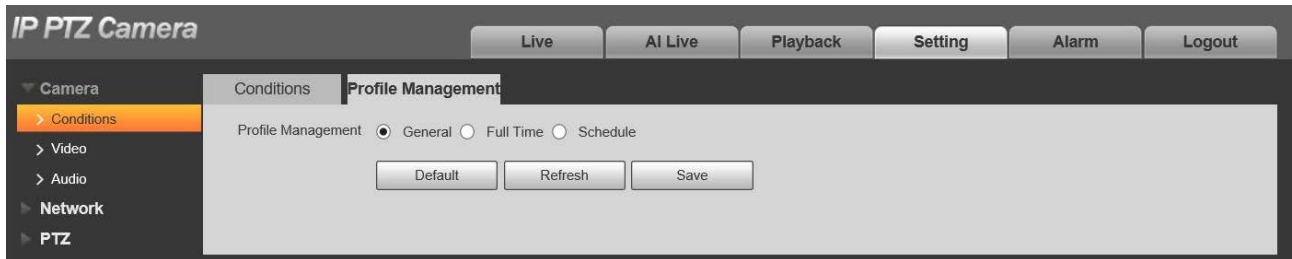 IP PTZ Camera
Live AI Live Playback Setting Alarm Logout
Camera
Conditions
Video
Audio
Network
PTZ
Conditions Profile Management
Profile Management General Full Time Schedule
Default Refresh Save